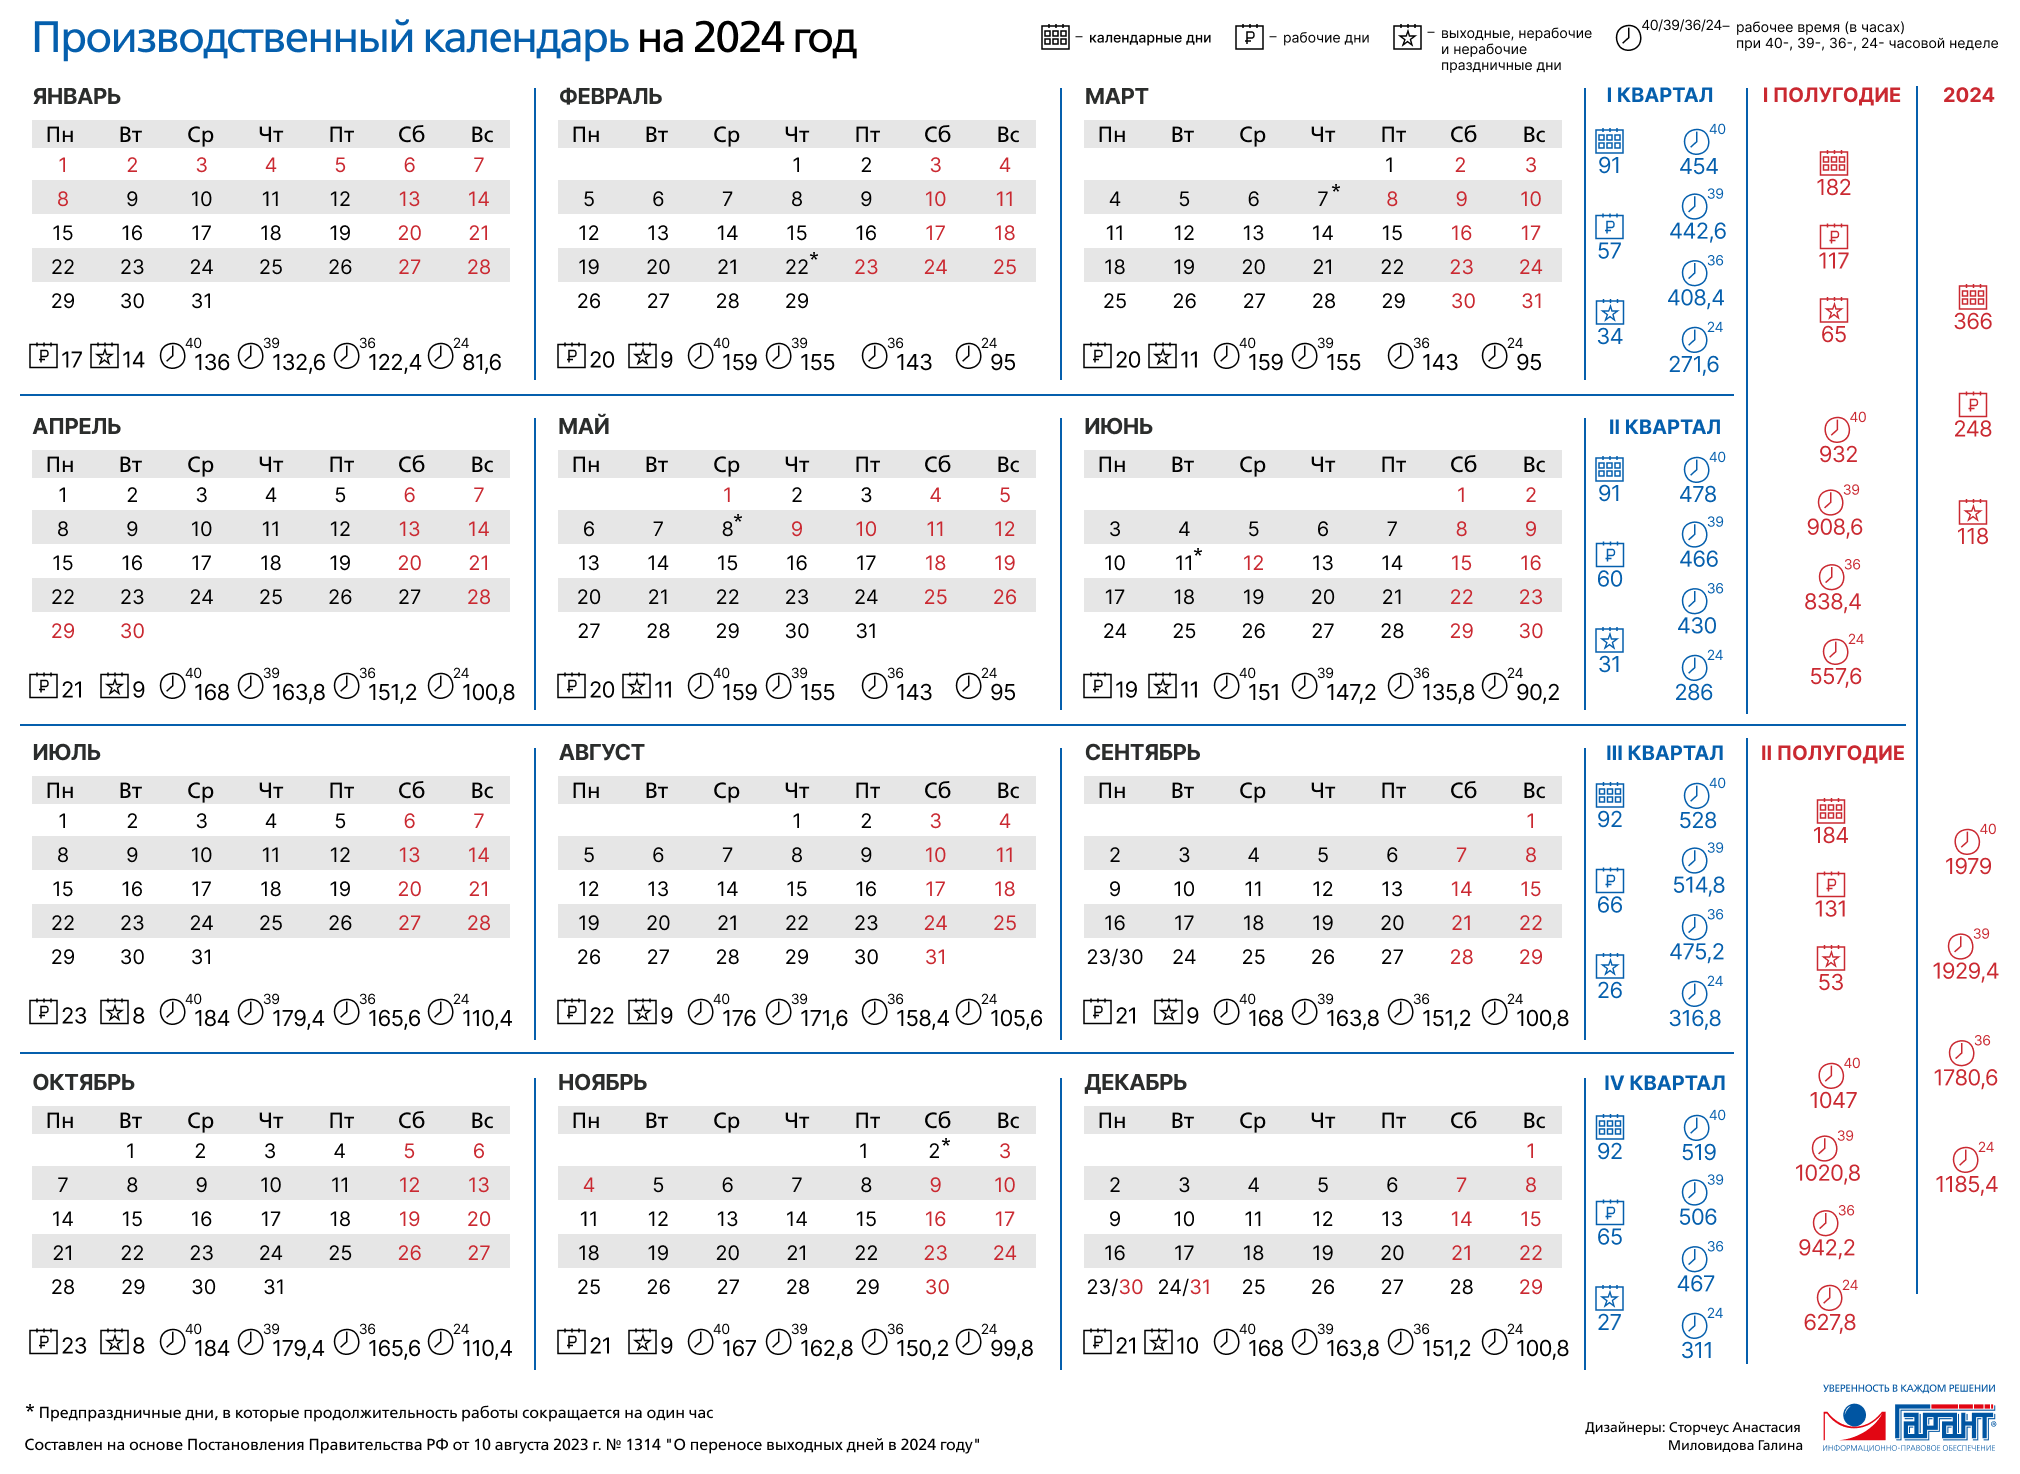 Производственный календарь на 2024 год
– календарные дни
₽ – рабочие дни
– выходные, нерабочие
и нерабочие
праздничные дни
40/39/36/24– рабочее время (в часах)
при 40-, 39-, 36-, 24- часовой неделе
ЯНВАРЬ
Пн Вт Ср Чт Пт Сб Вс
1 2 3 4 5 6 7
8 9 10 11 12 13 14
15 16 17 18 19 20 21
22 23 24 25 26 27 28
29 30 31
₽ 17 14 40 136 39 132,6 36 122,4 24 81,6
ФЕВРАЛЬ
Пн Вт Ср Чт Пт Сб Вс
1 2 3 4
5 6 7 8 9 10 11
12 13 14 15 16 17 18
19 20 21 22* 23 24 25
26 27 28 29
₽ 20 9 40 159 39 155 36 143 24 95
МАРТ
Пн Вт Ср Чт Пт Сб Вс
1 2 3
4 5 6 7* 8 9 10
11 12 13 14 15 16 17
18 19 20 21 22 23 24
25 26 27 28 29 30 31
₽ 20 11 40 159 39 155 36 143 24 95
I КВАРТАЛ
91
₽ 57
34
40 454
39 442,6
36 408,4
24 271,6
АПРЕЛЬ
Пн Вт Ср Чт Пт Сб Вс
1 2 3 4 5 6 7
8 9 10 11 12 13 14
15 16 17 18 19 20 21
22 23 24 25 26 27 28
29 30
₽ 21 9 40 168 39 163,8 36 151,2 24 100,8
МАЙ
Пн Вт Ср Чт Пт Сб Вс
1 2 3 4 5
6 7 8* 9 10 11 12
13 14 15 16 17 18 19
20 21 22 23 24 25 26
27 28 29 30 31
₽ 20 11 40 159 39 155 36 143 24 95
ИЮНЬ
Пн Вт Ср Чт Пт Сб Вс
1 2
3 4 5 6 7 8 9
10 11* 12 13 14 15 16
17 18 19 20 21 22 23
24 25 26 27 28 29 30
₽ 19 11 40 151 39 147,2 36 135,8 24 90,2
II КВАРТАЛ
91
₽ 60
31
40 478
39 466
36 430
24 286
I ПОЛУГОДИЕ
182
₽ 117
65
40 932
39 908,6
36 838,4
24 557,6
ИЮЛЬ
Пн Вт Ср Чт Пт Сб Вс
1 2 3 4 5 6 7
8 9 10 11 12 13 14
15 16 17 18 19 20 21
22 23 24 25 26 27 28
29 30 31
₽ 23 8 40 184 39 179,4 36 165,6 24 110,4
АВГУСТ
Пн Вт Ср Чт Пт Сб Вс
1 2 3 4
5 6 7 8 9 10 11
12 13 14 15 16 17 18
19 20 21 22 23 24 25
26 27 28 29 30 31
₽ 22 9 40 176 39 171,6 36 158,4 24 105,6
СЕНТЯБРЬ
Пн Вт Ср Чт Пт Сб Вс
1
2 3 4 5 6 7 8
9 10 11 12 13 14 15
16 17 18 19 20 21 22
23/30 24 25 26 27 28 29
₽ 21 9 40 168 39 163,8 36 151,2 24 100,8
III КВАРТАЛ
92
₽ 66
26
40 528
39 514,8
36 475,2
24 316,8
ОКТЯБРЬ
Пн Вт Ср Чт Пт Сб Вс
1 2 3 4 5 6
7 8 9 10 11 12 13
14 15 16 17 18 19 20
21 22 23 24 25 26 27
28 29 30 31
₽ 23 8 40 184 39 179,4 36 165,6 24 110,4
НОЯБРЬ
Пн Вт Ср Чт Пт Сб Вс
1 2* 3
4 5 6 7 8 9 10
11 12 13 14 15 16 17
18 19 20 21 22 23 24
25 26 27 28 29 30
₽ 21 9 40 167 39 162,8 36 150,2 24 99,8
ДЕКАБРЬ
Пн Вт Ср Чт Пт Сб Вс
1
2 3 4 5 6 7 8
9 10 11 12 13 14 15
16 17 18 19 20 21 22
23/30 24/31 25 26 27 28 29
₽ 21 10 40 168 39 163,8 36 151,2 24 100,8
IV КВАРТАЛ
92
₽ 65
27
40 519
39 506
36 467
24 311
II ПОЛУГОДИЕ
184
₽ 131
53
40 1047
39 1020,8
36 942,2
24 627,8
2024
366
₽ 248
118
40 1979
39 1929,4
36 1780,6
24 1185,4
* Предпраздничные дни, в которые продолжительность работы сокращается на один час
Составлен на основе Постановления Правительства РФ от 10 августа 2023 г. № 1314 "О переносе выходных дней в 2024 году"
Дизайнеры: Сторчеус Анастасия
Миловидова Галина
УВЕРЕННОСТЬ В КАЖДОМ РЕШЕНИИ
ГАРАНТ®
ИНФОРМАЦИОННО-ПРАВОВОЕ ОБЕСПЕЧЕНИЕ